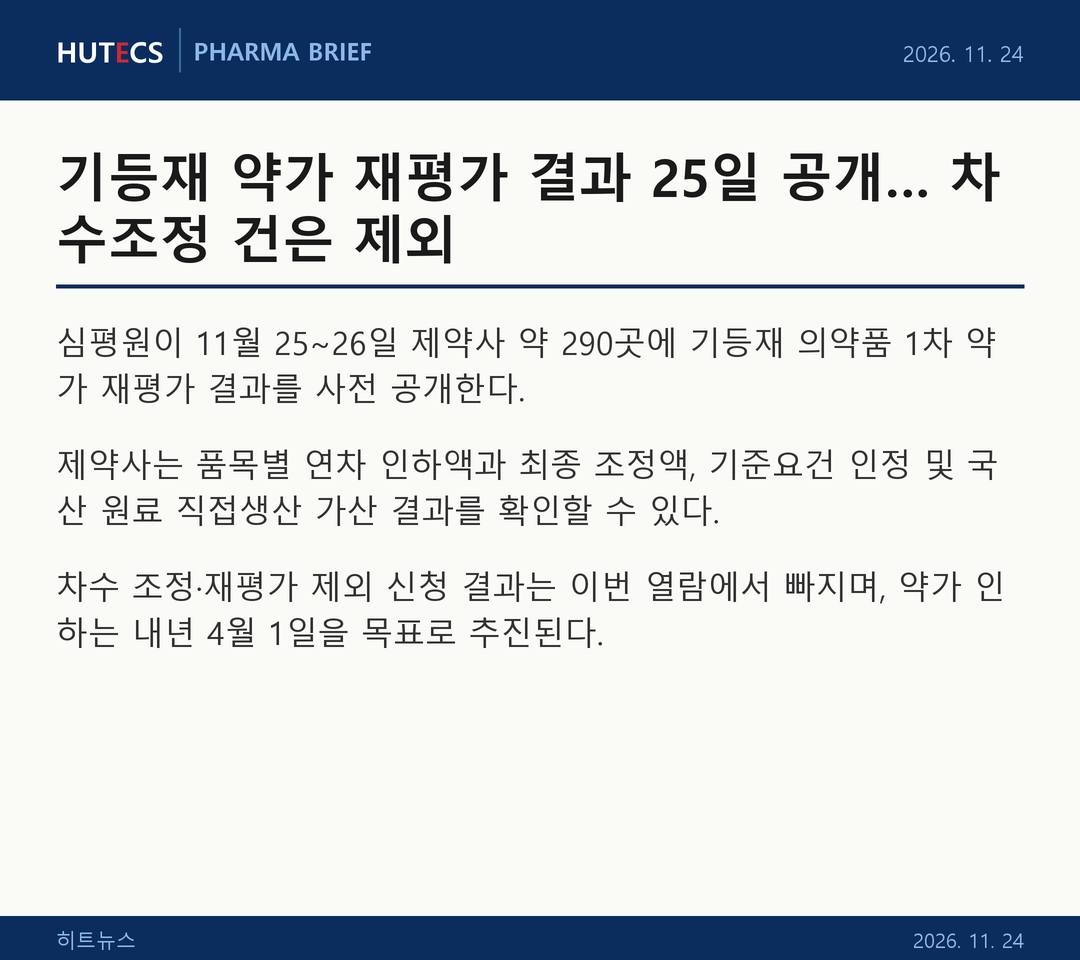 HUTECS | PHARMA BRIEF
2026. 11. 24
기등재 약가 재평가 결과 25일 공개... 차
수조정 건은 제외
심평원이 11월 25~26일 제약사 약 290곳에 기등재 의약품 1차 약
가 재평가 결과를 사전 공개한다.
제약사는 품목별 연차 인하액과 최종 조정액, 기준요건 인정 및 국
산 원료 직접생산 가산 결과를 확인할 수 있다.
차수 조정·재평가 제외 신청 결과는 이번 열람에서 빠지며, 약가 인
하는 내년 4월 1일을 목표로 추진된다.
히트뉴스
2026. 11. 24